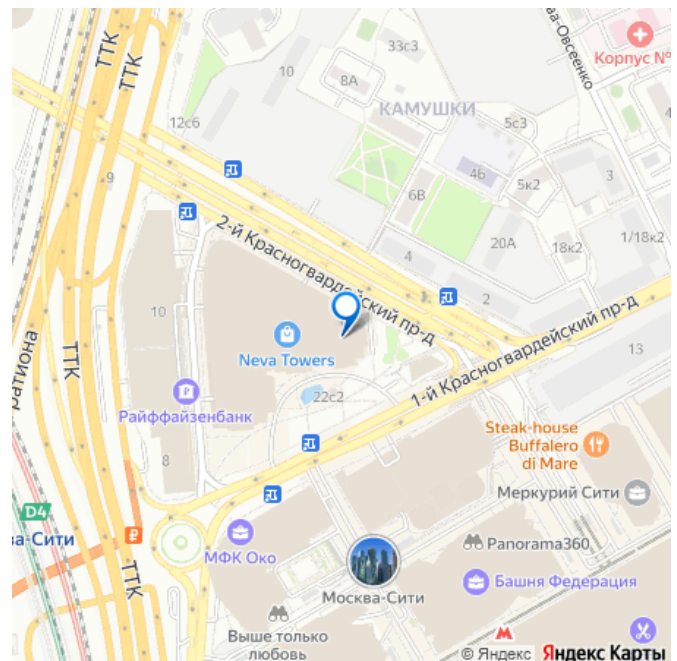 ТТК
ТТК
33с3
10
8А
ва-Овсеенко
Корпус №
КАМУШКИ
12с6
5с3
9
4б
3
6В
5к2
2-й Красногвардейский пр-д
20А
18к2
1/18к2
4
2
10
Neva Towers
1-й Красногвардейский пр-д
13
ТТК
ратиона
22с2
Райффайзенбанк
8
Steak-house
Buffalero
di Mare
Меркурий Сити
D4
ва-Сити
₽
МФК Око
Panorama360
Башня Федерация
ТТК
Москва-Сити
Выше только
любовь
© Яндекс Яндекс Карты